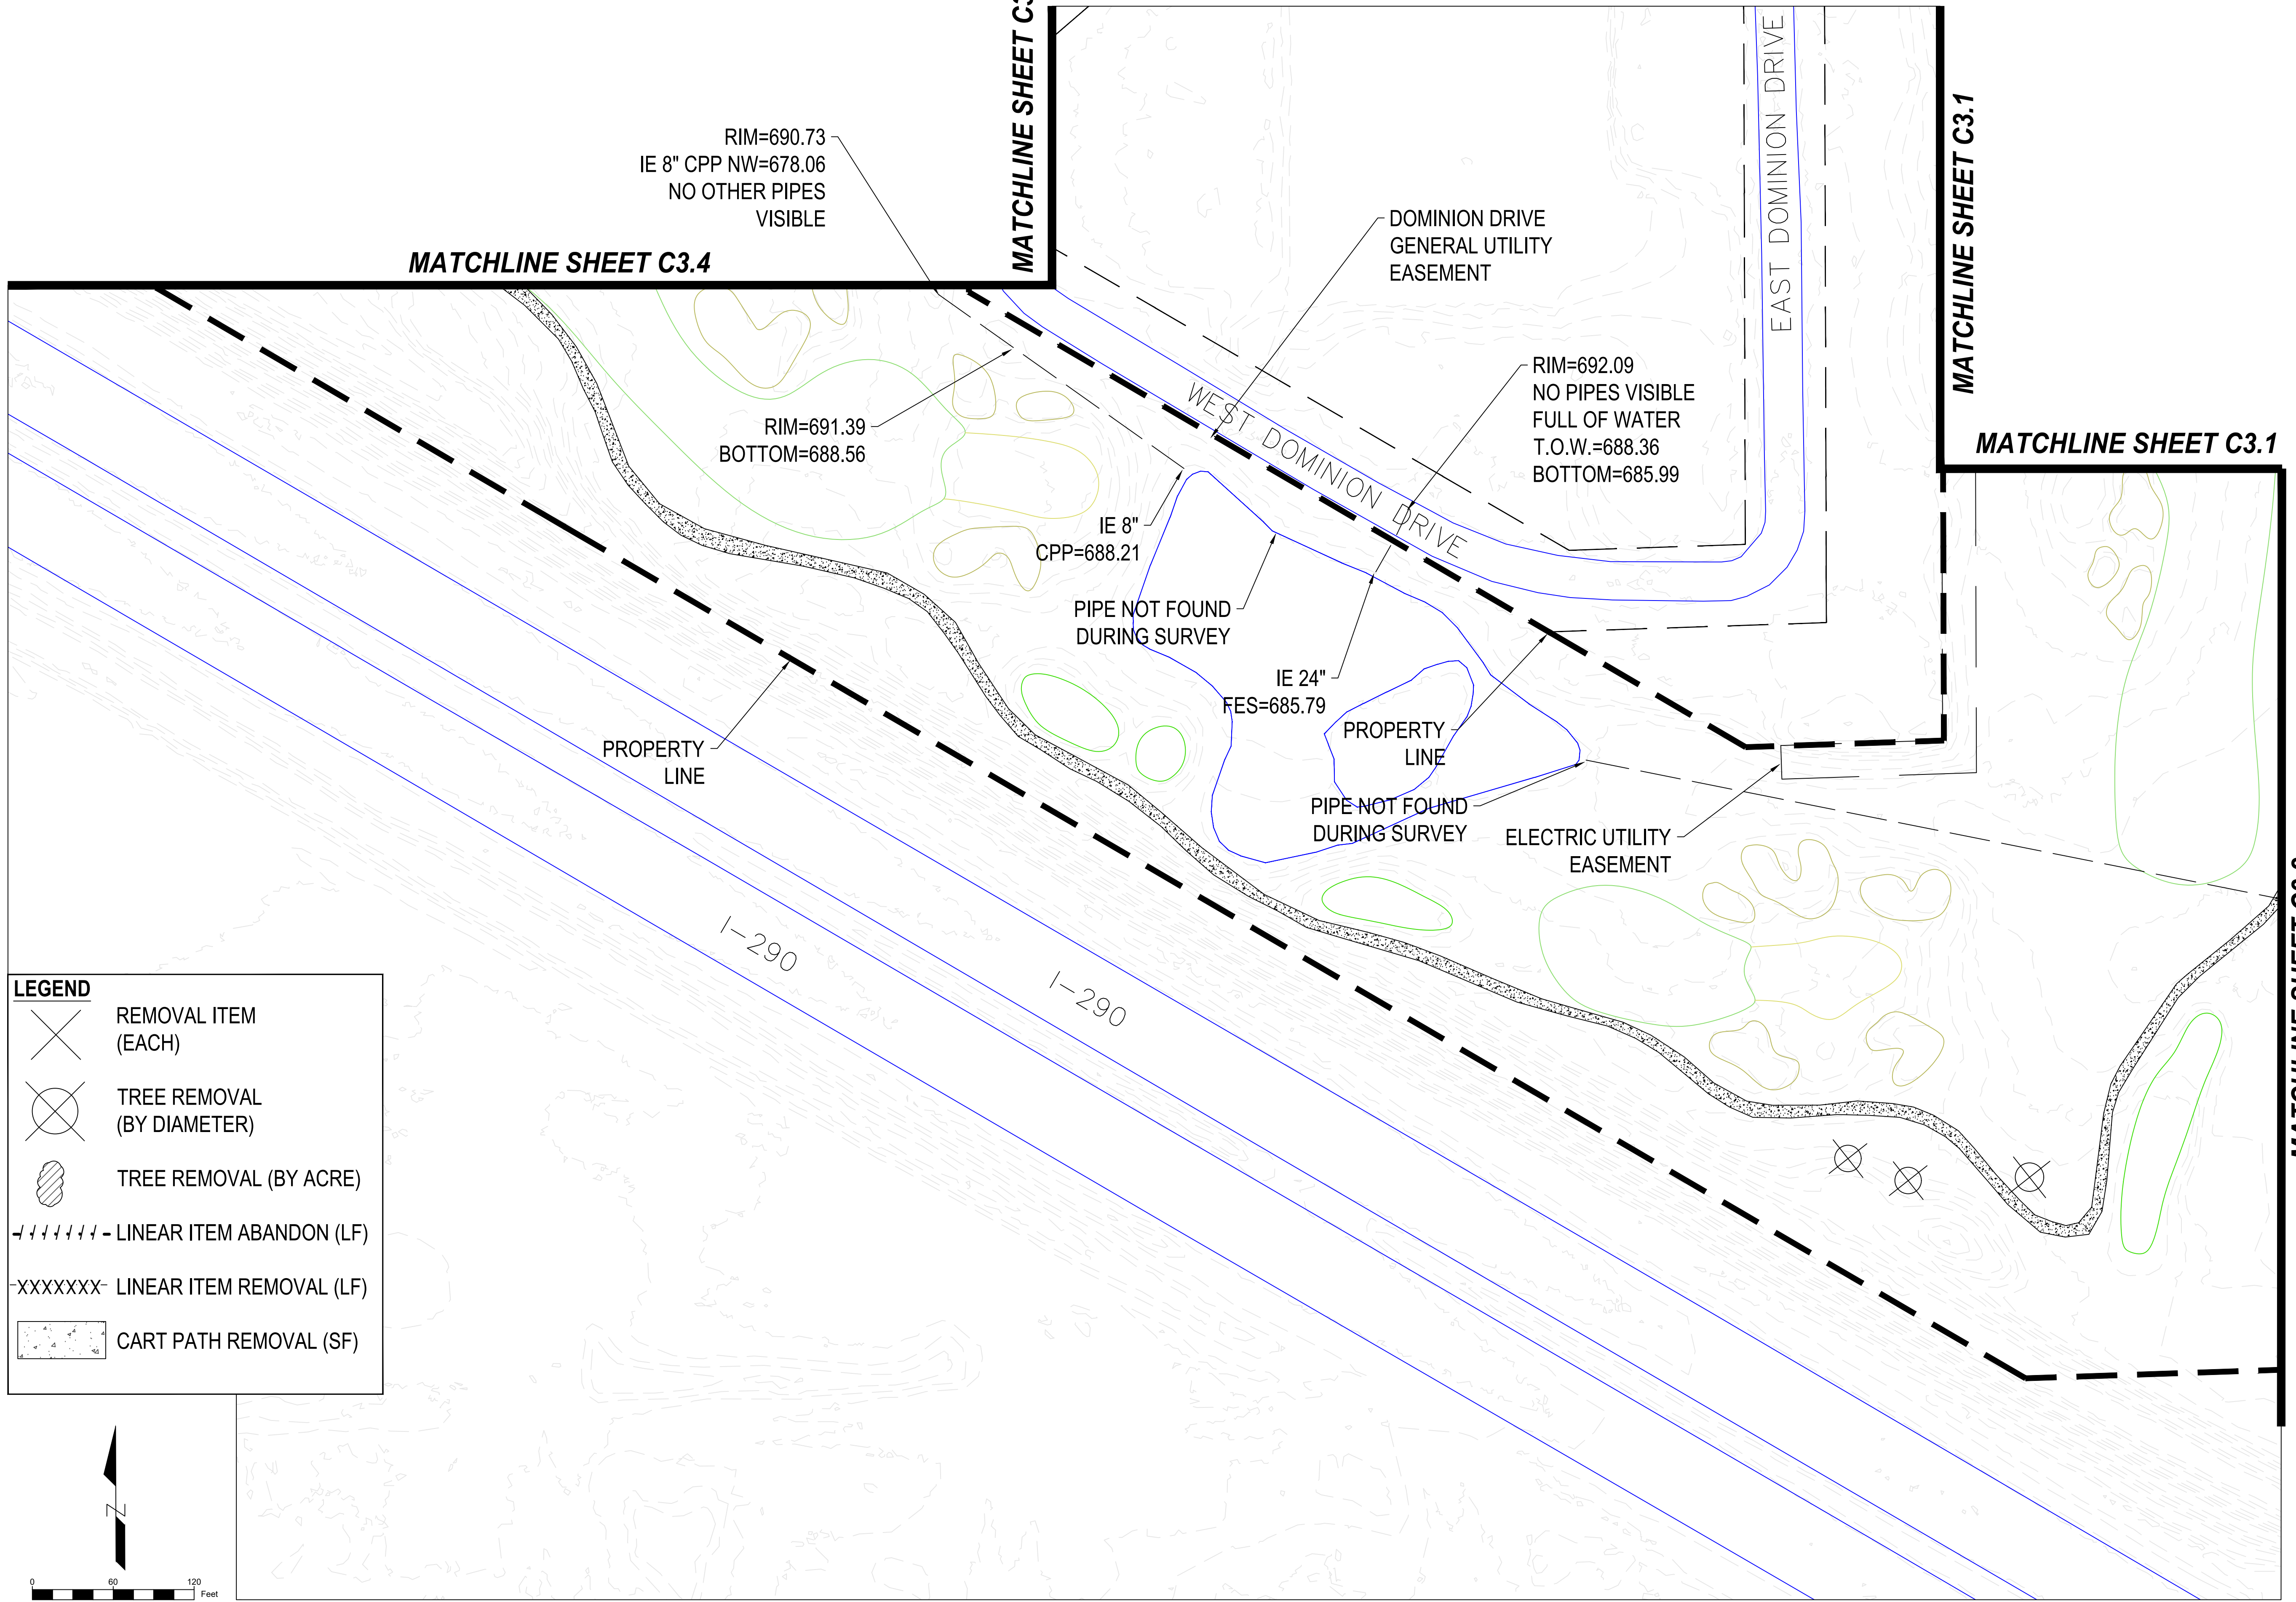 MATCHLINE SHEET
RIM=690.73
IE 8" CPP NW=678.06
NO OTHER PIPES
VISIBLE
MATCHLINE SHEET C3.4
EAST DOMINION DRIVE
MATCHLINE SHEET C3.1
DOMINION DRIVE
GENERAL UTILITY
EASEMENT
RIM=692.09
NO PIPES VISIBLE
FULL OF WATER
T.O.W.=688.36
BOTTOM=685.99
MATCHLINE SHEET C3.1
RIM=691.39
BOTTOM=688.56
WEST DOMINION DRIVE
IE 8"
CPP=688.21
PIPE NOT FOUND
DURING SURVEY
IE 24"
FES=685.79
PROPERTY
LINE
PROPERTY
LINE
PIPE NOT FOUND
DURING SURVEY
ELECTRIC UTILITY
EASEMENT
I-290
I-290
LEGEND
REMOVAL ITEM
(EACH)
TREE REMOVAL
(BY DIAMETER)
TREE REMOVAL (BY ACRE)
LINEAR ITEM ABANDON (LF)
XXXXXXX LINEAR ITEM REMOVAL (LF)
CART PATH REMOVAL (SF)
N
0 60 120
Feet